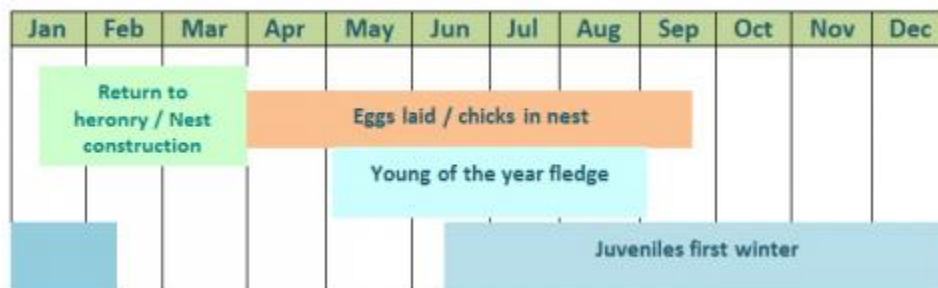 Jan Feb Mar Apr May Jun Jul Aug Sep Oct Nov Dec
Return to
heronry / Nest
construction
Eggs laid / chicks in nest
Young of the year fledge
Juveniles first winter